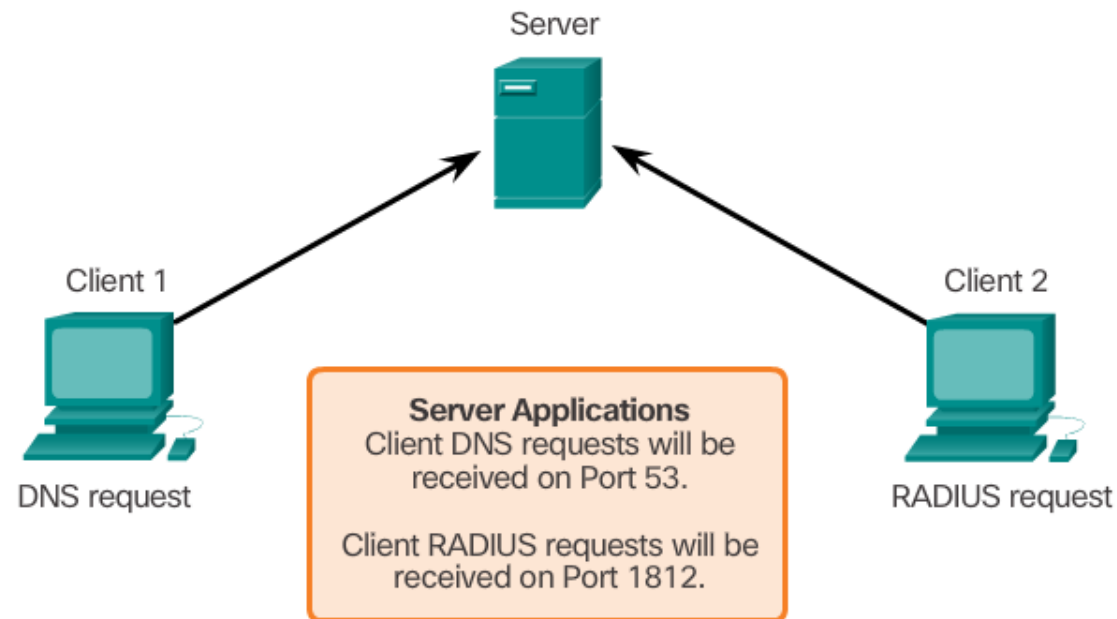 Server
Client 1
Client 2
Server Applications
Client DNS requests will be
received on Port 53.
Client RADIUS requests will be
received on Port 1812.
DNS request
RADIUS request